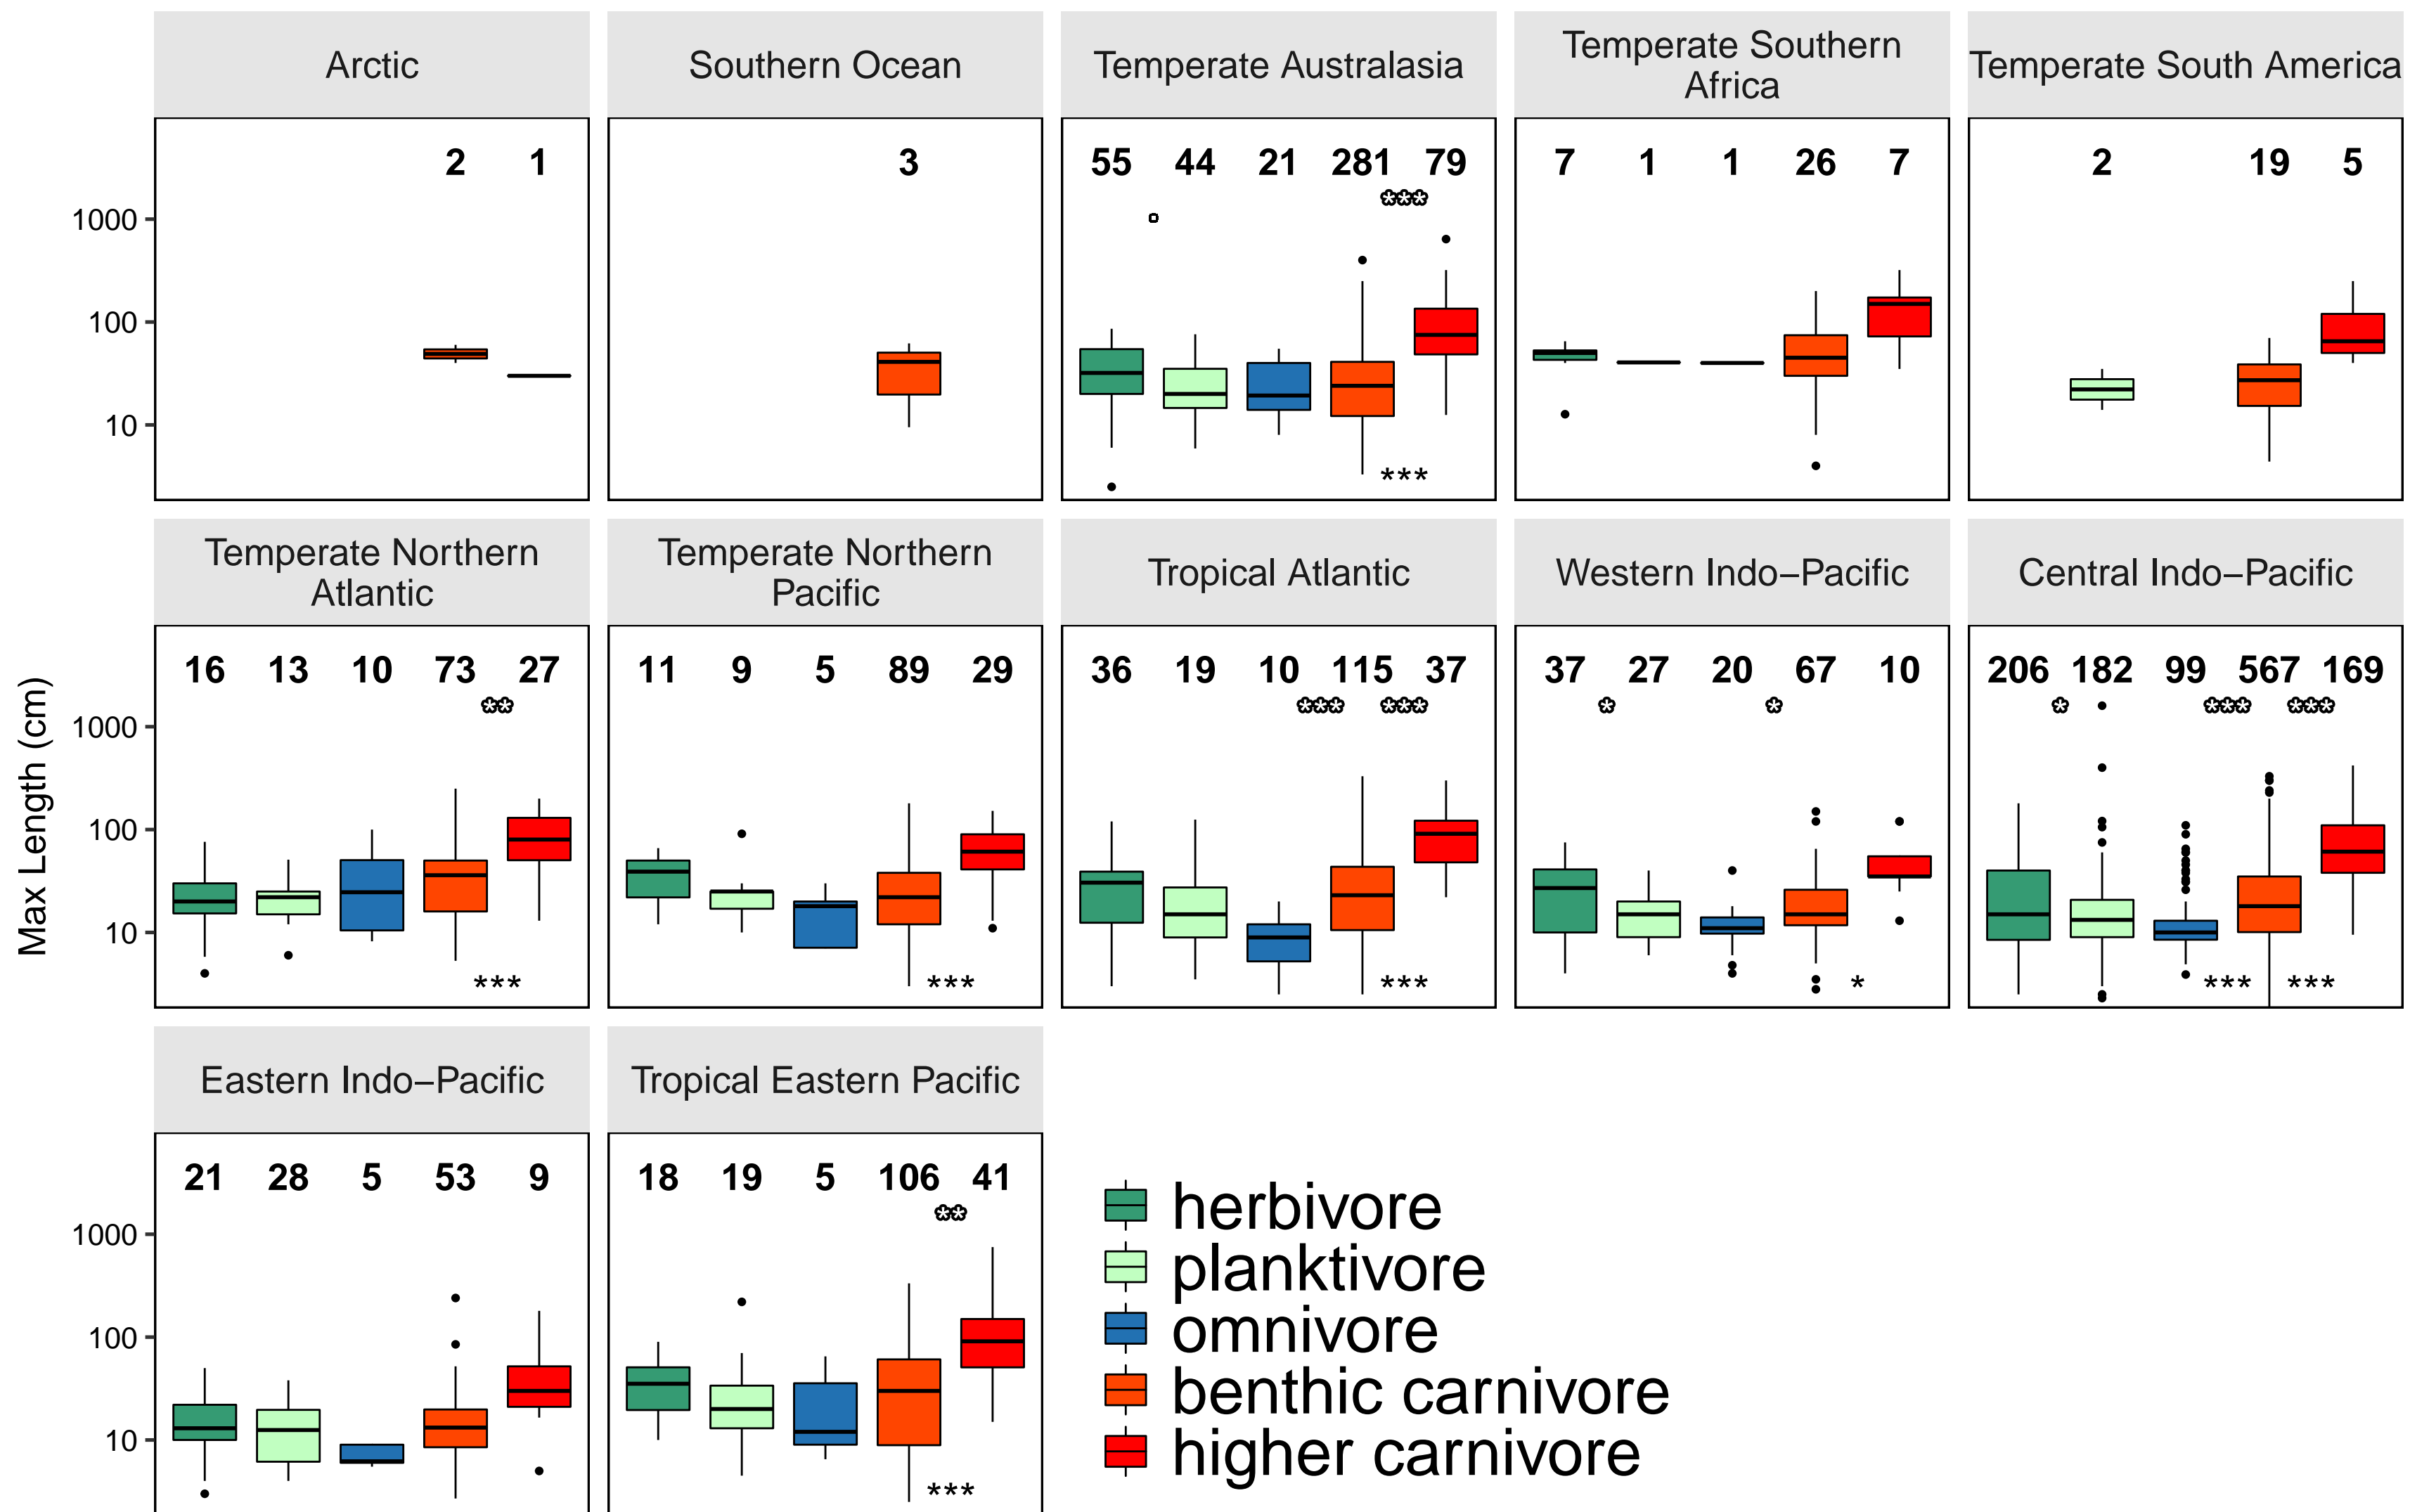 Arctic
Southern Ocean
Temperate Australasia
Temperate Southern
Africa
Temperate South America
2 1
3
55 44 21 281 79
7 1 1 26 7
2 19 5
***
1000
100
10
***
Temperate Northern
Atlantic
Temperate Northern
Pacific
Tropical Atlantic
Western Indo–Pacific
Central Indo–Pacific
Max Length (cm)
16 13 10 73 27
11 9 5 89 29
36 19 10 115 37
37 27 20 67 10
206 182 99 567 169
**
*** ***
* *
* *** ***
1000
100
10
***
***
***
*
*** ***
Eastern Indo–Pacific
Tropical Eastern Pacific
21 28 5 53 9
18 19 5 106 41
**
1000
100
10
***
herbivore
planktivore
omnivore
benthic carnivore
higher carnivore